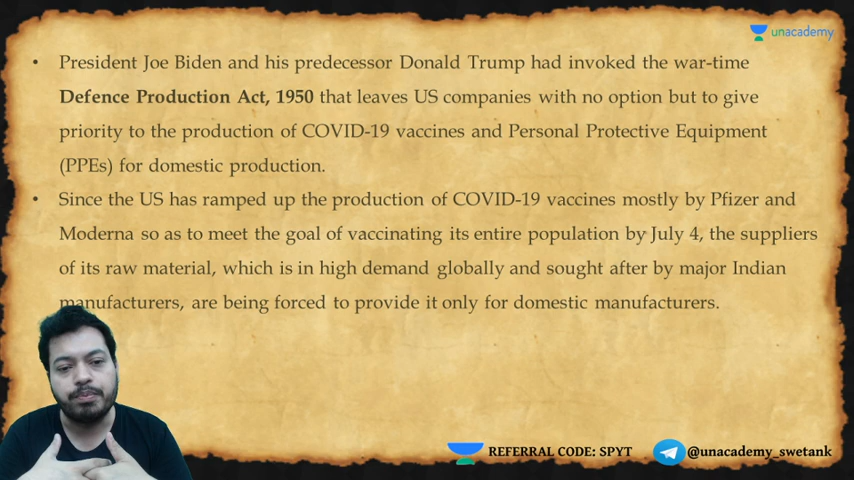 unacademy
• President Joe Biden and his predecessor Donald Trump had invoked the war-time
Defence Production Act, 1950 that leaves US companies with no option but to give
priority to the production of COVID-19 vaccines and Personal Protective Equipment
(PPEs) for domestic production.
• Since the US has ramped up the production of COVID-19 vaccines mostly by Pfizer and
Moderna so as to meet the goal of vaccinating its entire population by July 4, the suppliers
of its raw material, which is in high demand globally and sought after by major Indian
manufacturers, are being forced to provide it only for domestic manufacturers.
REFERRAL CODE: SPYT
@unacademy_swetank